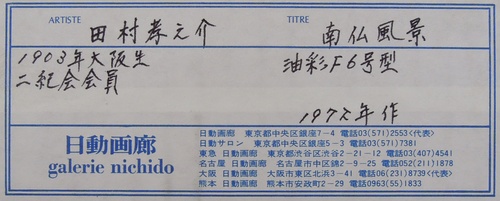 ARTISTE 田村孝之介 TITRE 南仏風景
1903年大阪生 油彩F6号型
二紀会会員
1972年作
日動画廊
galerie nichido
日動画廊 東京都中央区銀座7-4 電話03(571)2553<代表>
日動サロン 東京都中央区銀座5-3 電話03(571)7381
東急 日動画廊 東京都渋谷区渋谷2-21-12 電話03(407)4541
名古屋 日動画廊 名古屋市中区錦2-9-25 電話052(211)1878
大阪 日動画廊 大阪市東区北浜3-41 電話06(231)8739<代表>
熊本 日動画廊 熊本市安政町2-29 電話0963(55)1833